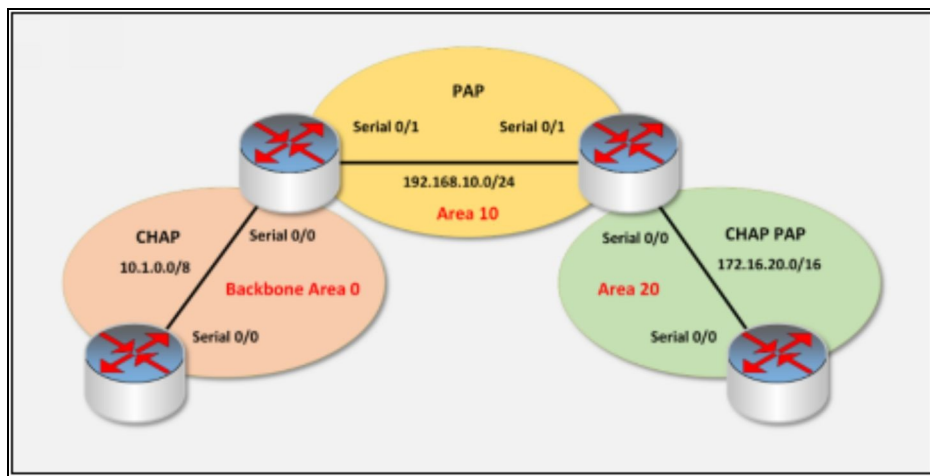 PAP
Serial 0/1
Serial 0/1
192.168.10.0/24
Area 10
CHAP
10.1.0.0/8
Serial 0/0
Backbone Area 0
Serial 0/0
Serial 0/0
CHAP PAP
172.16.20.0/16
Area 20
Serial 0/0